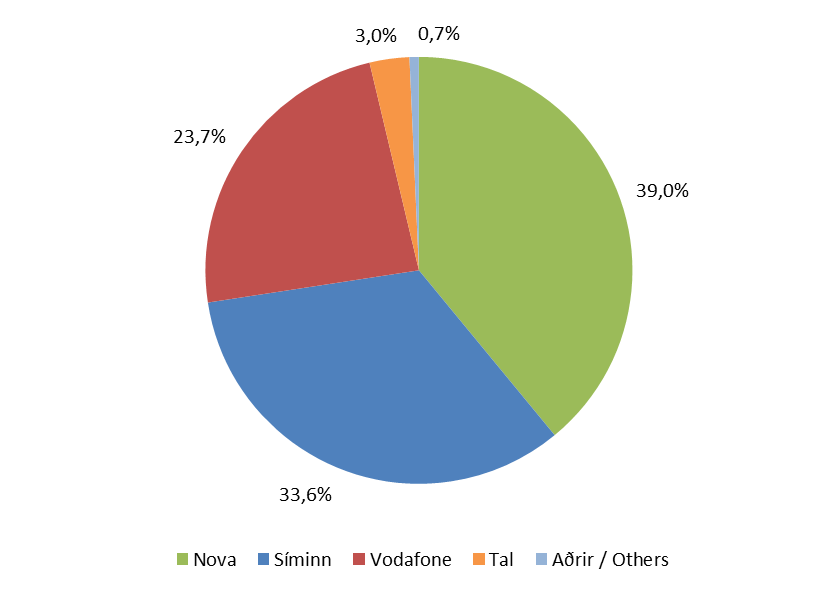 3,0% 0,7%
23,7%
39,0%
33,6%
Nova Síminn Vodafone Tal Aðrir / Others